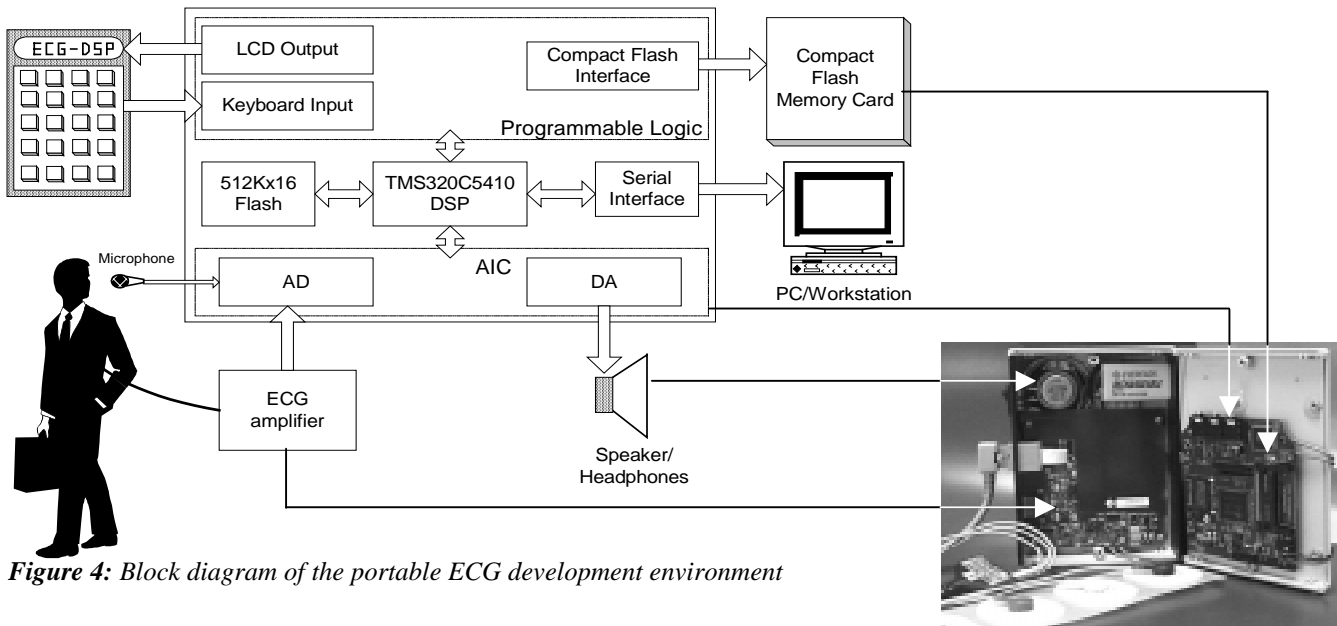 ECG-DSP
LCD Output
Keyboard Input
Compact Flash
Interface
Programmable Logic
Compact
Flash
Memory Card
512Kx16
Flash
TMS320C5410
DSP
Serial
Interface
PC/Workstation
Microphone
AIC
AD
DA
ECG
amplifier
Speaker/
Headphones
Figure 4: Block diagram of the portable ECG development environment